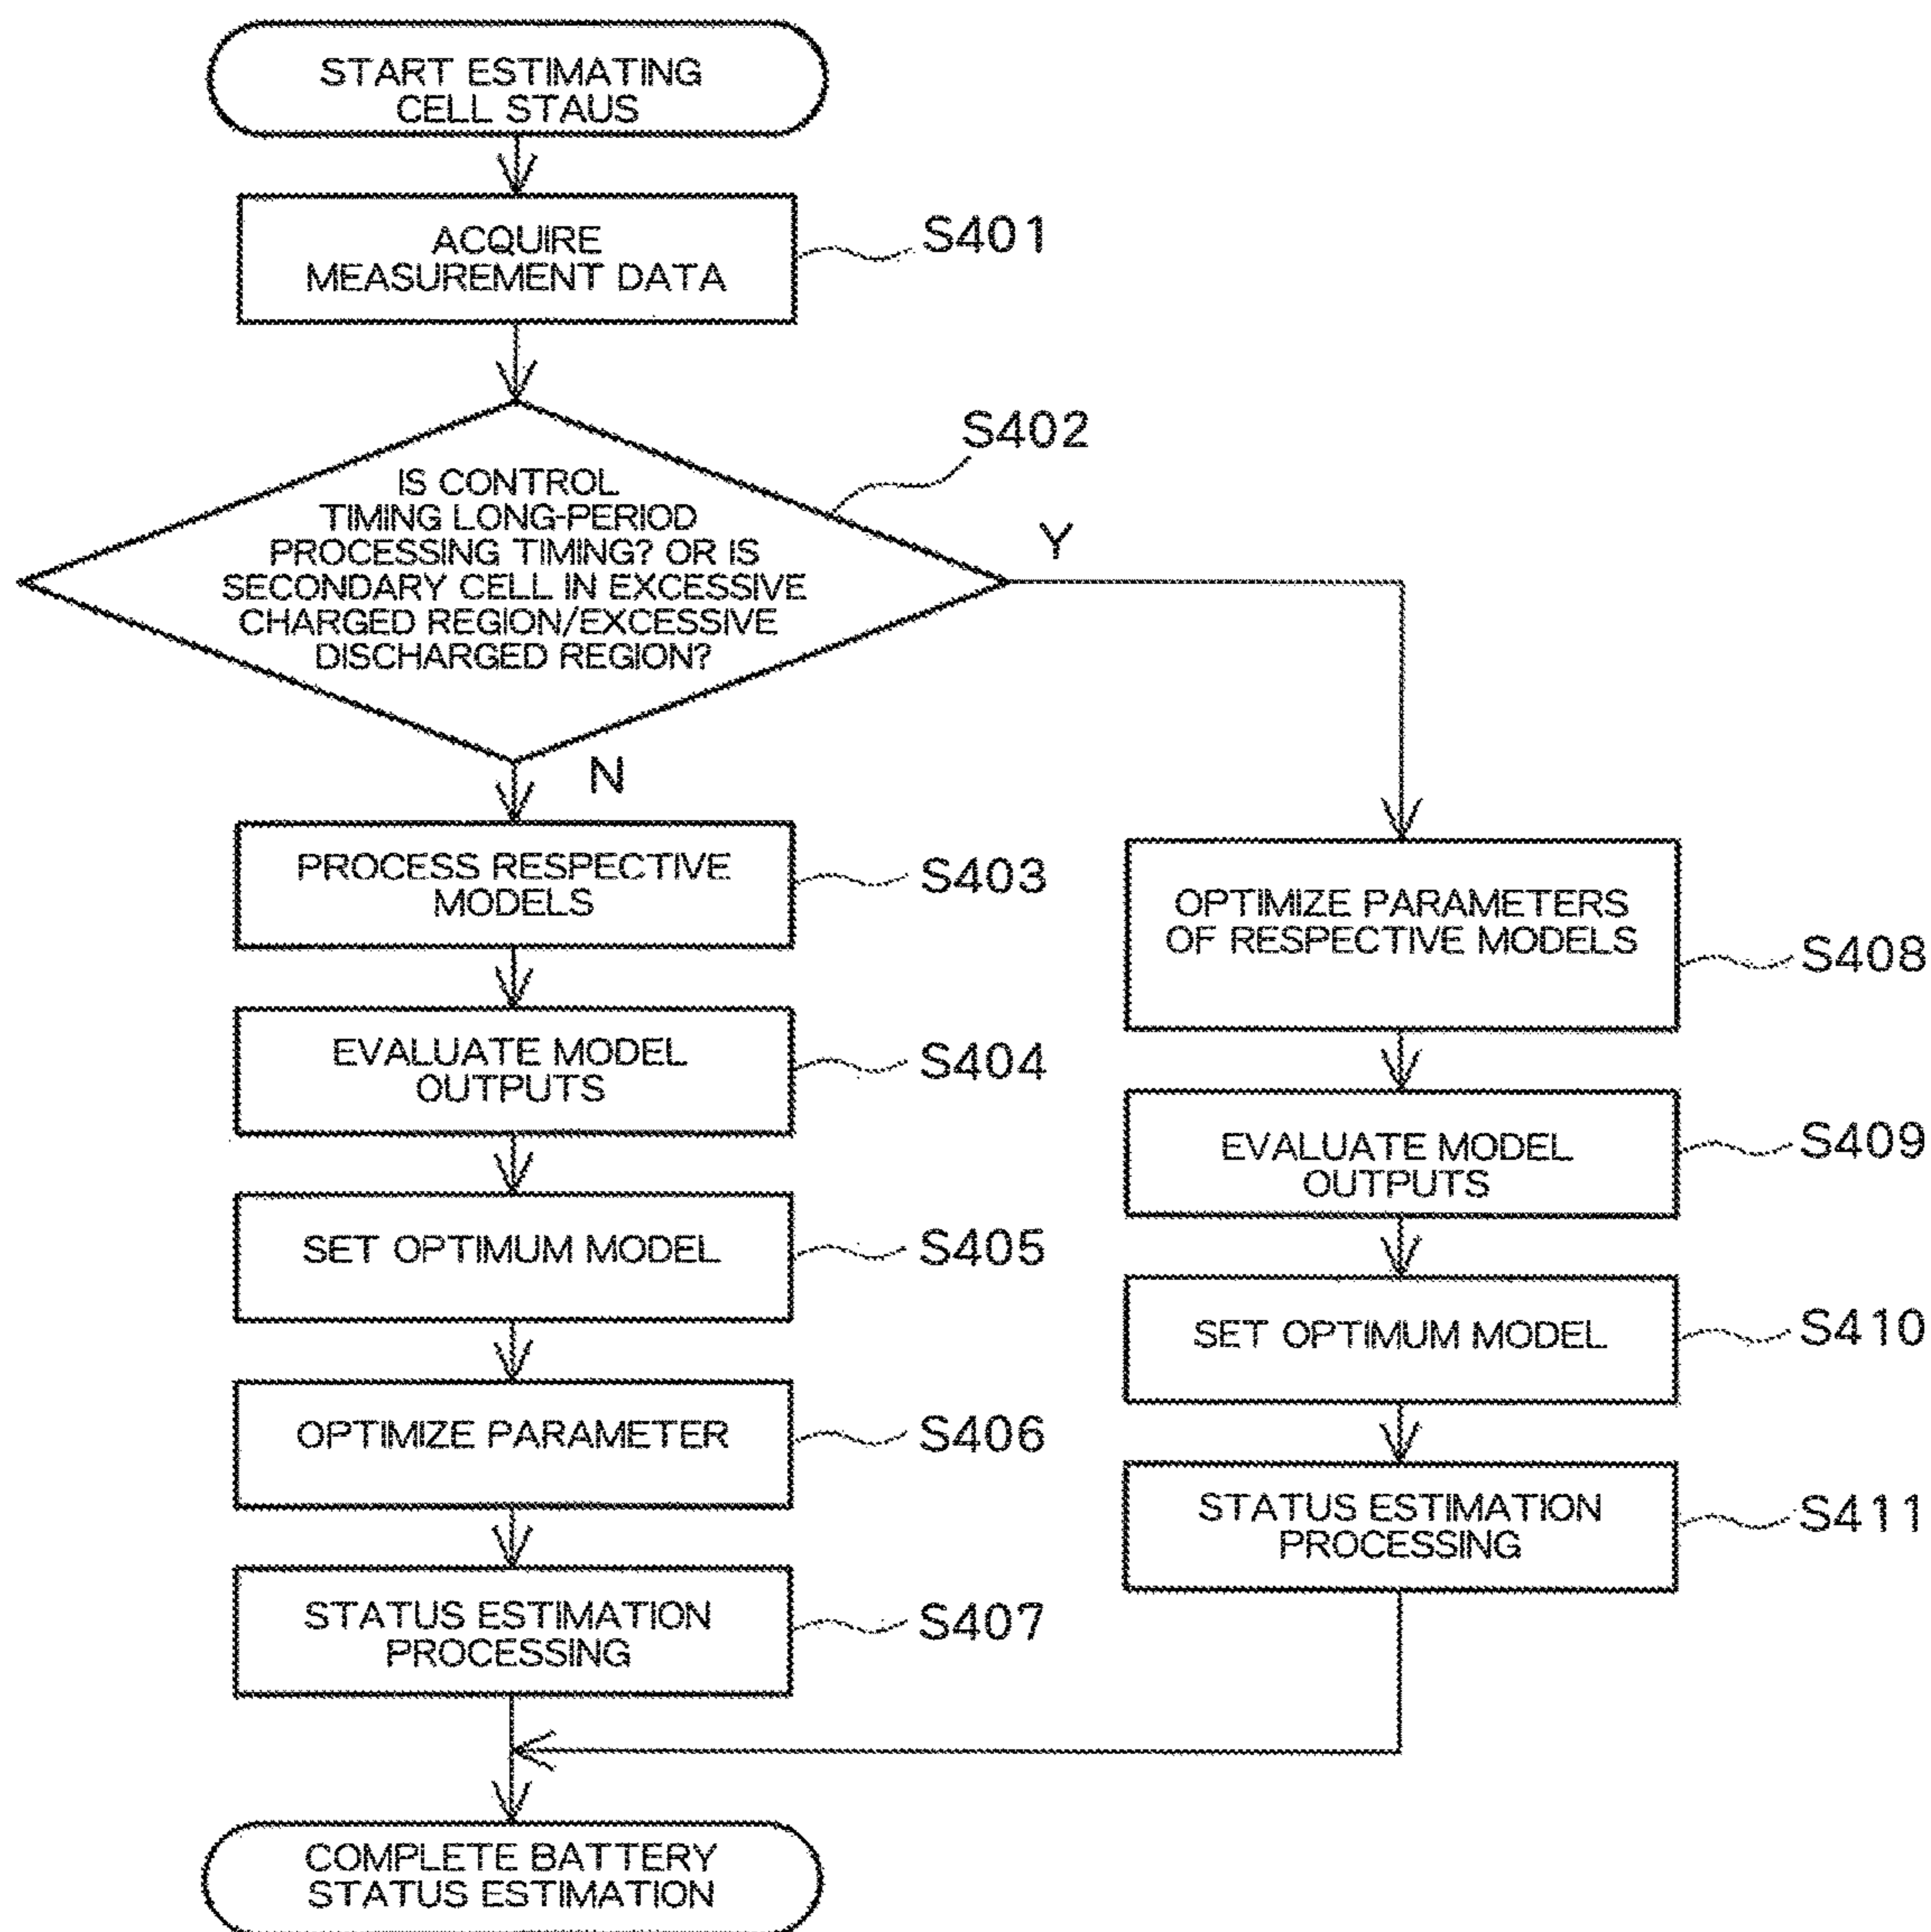 START ESTIMATING
CELL STAUS
ACQUIRE
MEASUREMENT DATA
S401
S402
IS CONTROL
TIMING LONG-PERIOD
PROCESSING TIMING? OR IS
SECONDARY CELL IN EXCESSIVE
CHARGED REGION/EXCESSIVE
DISCHARGED REGION?
Y
N
PROCESS RESPECTIVE
MODELS
S403
EVALUATE MODEL
OUTPUTS
S404
SET OPTIMUM MODEL
S405
OPTIMIZE PARAMETER
S406
STATUS ESTIMATION
PROCESSING
S407
OPTIMIZE PARAMETERS
OF RESPECTIVE MODELS
S408
EVALUATE MODEL
OUTPUTS
S409
SET OPTIMUM MODEL
S410
STATUS ESTIMATION
PROCESSING
S411
COMPLETE BATTERY
STATUS ESTIMATION